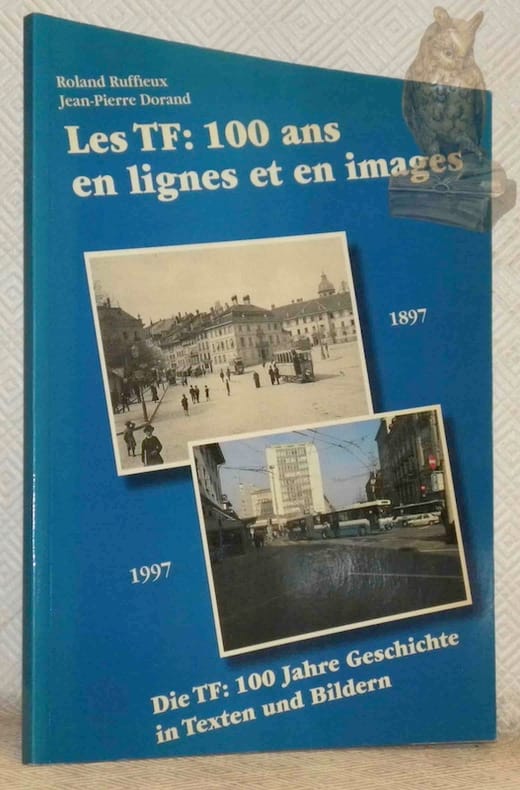 Roland Ruffieux
Jean-Pierre Dorand
Les TF: 100 ans
en lignes et en images
1897
1997
Die TF: 100 Jahre Geschichte
in Texten und Bildern